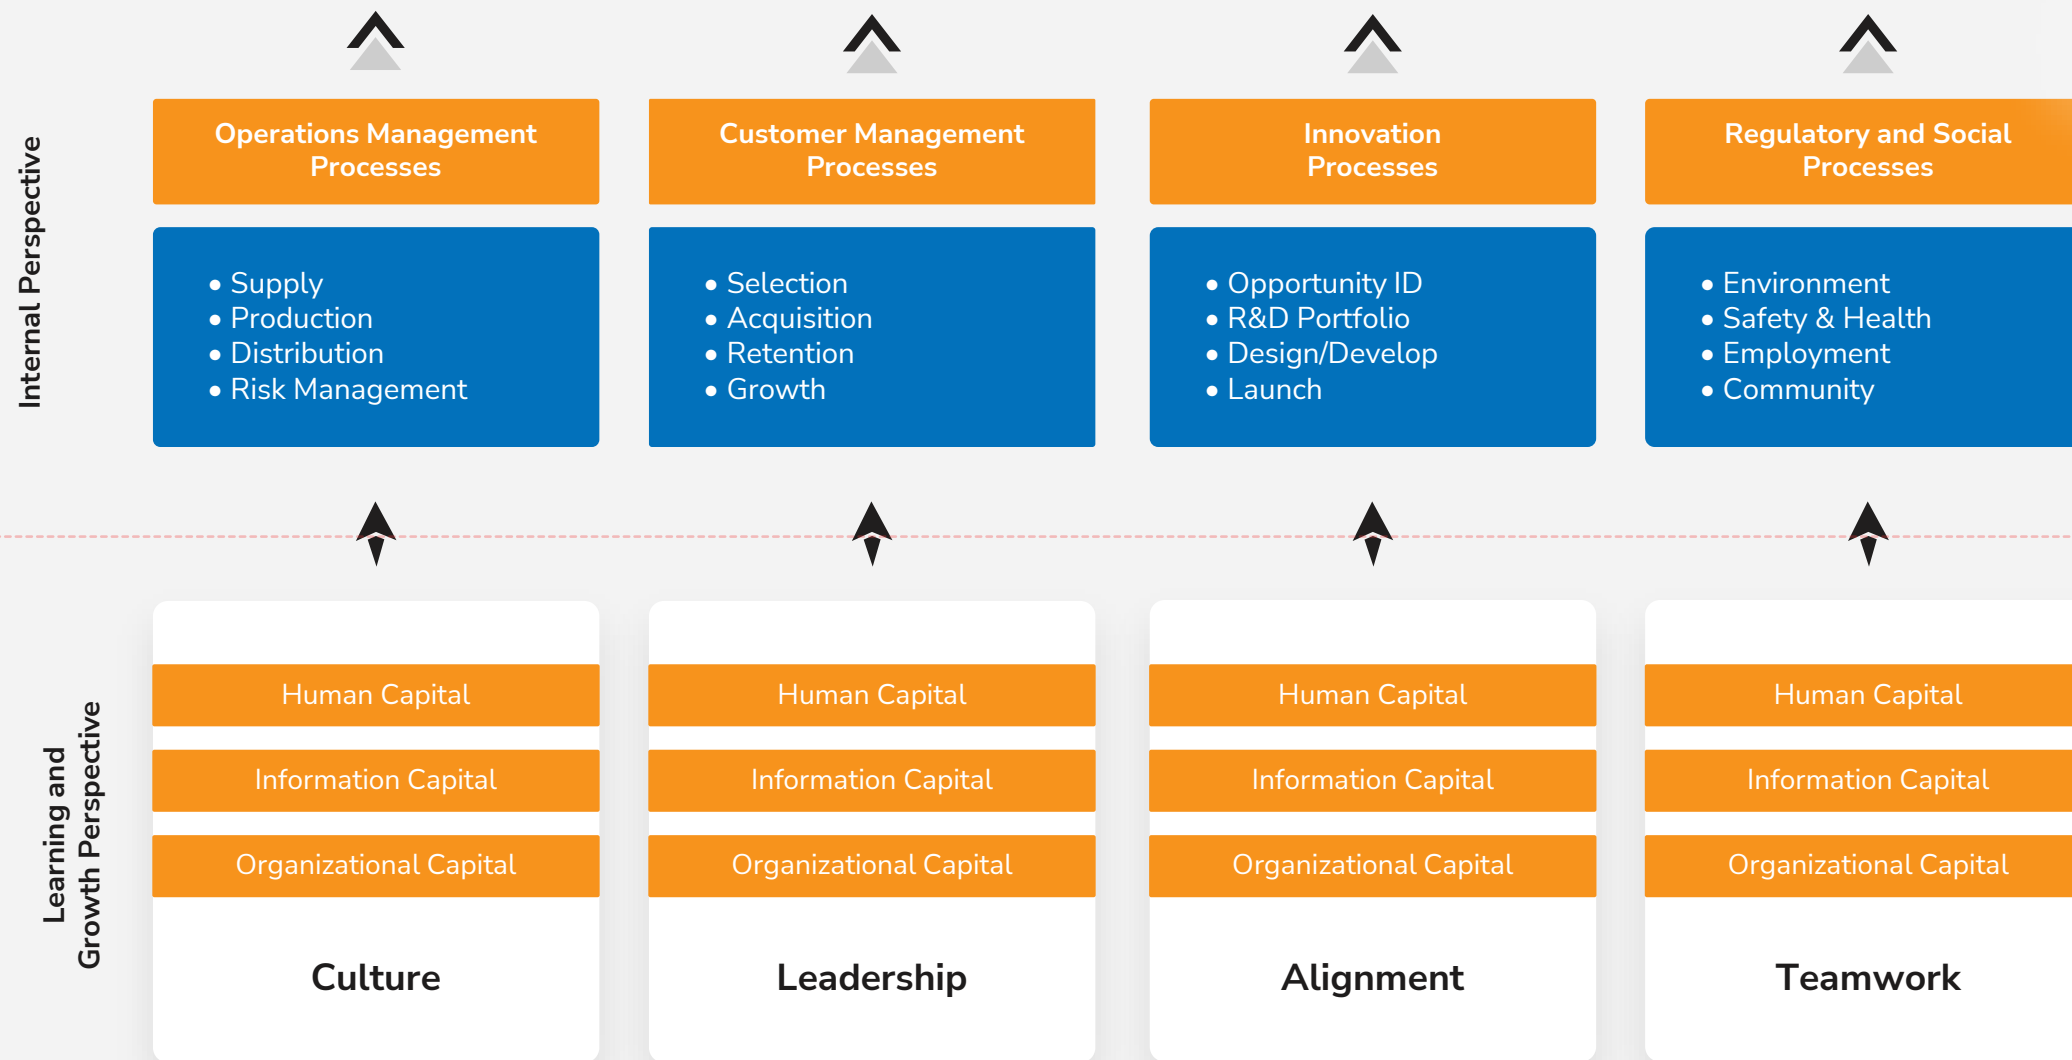 Internal Perspective
Operations Management
Processes
• Supply
• Production
• Distribution
• Risk Management
Customer Management
Processes
• Selection
• Acquisition
• Retention
• Growth
Innovation
Processes
• Opportunity ID
• R&D Portfolio
• Design/Develop
• Launch
Regulatory and Social
Processes
• Environment
• Safety & Health
• Employment
• Community
Learning and
Growth Perspective
Human Capital
Information Capital
Organizational Capital
Culture
Human Capital
Information Capital
Organizational Capital
Leadership
Human Capital
Information Capital
Organizational Capital
Alignment
Human Capital
Information Capital
Organizational Capital
Teamwork